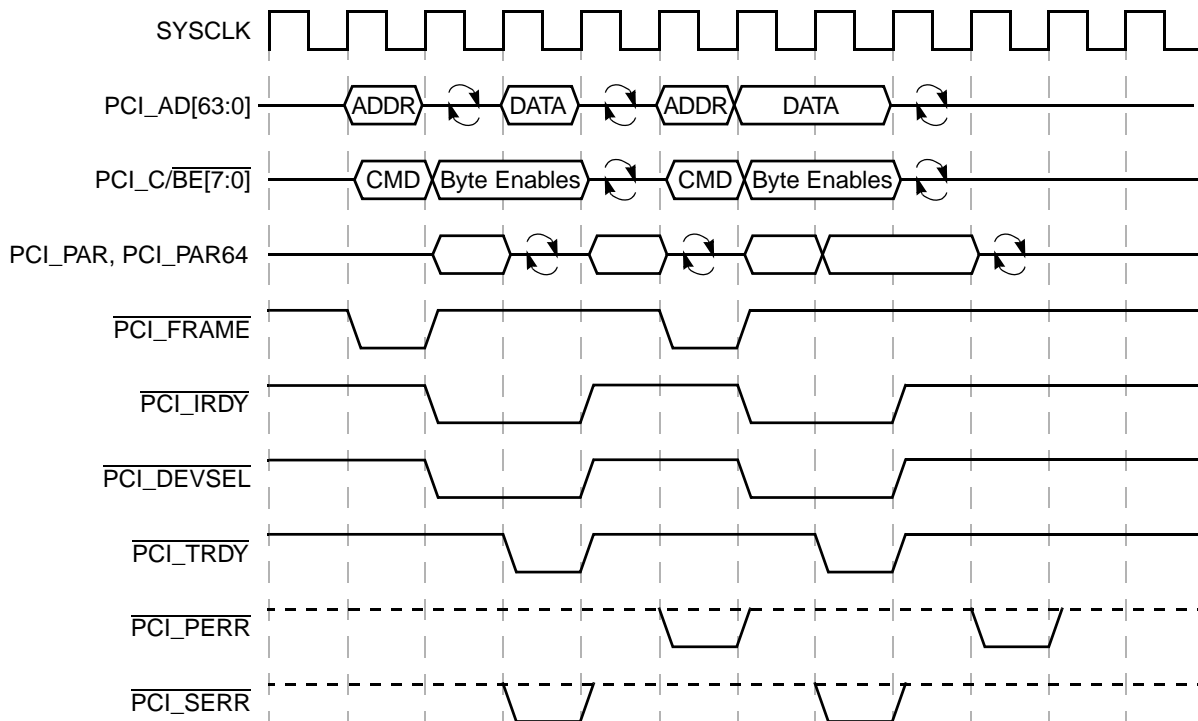 SYSCLK
PCI_AD[63:0] ADDR DATA ADDR DATA
PCI_C/BE[7:0] CMD Byte Enables CMD Byte Enables
PCI_PAR, PCI_PAR64
PCI_FRAME
PCI_IRDY
PCI_DEVSEL
PCI_TRDY
PCI_PERR
PCI_SERR